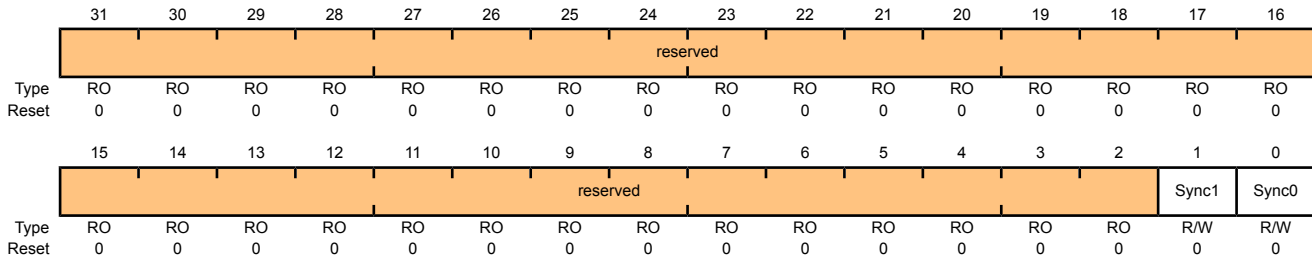 31 30 29 28 27 26 25 24 23 22 21 20 19 18 17 16
reserved
Type RO RO RO RO RO RO RO RO RO RO RO RO RO RO RO RO
Reset 0 0 0 0 0 0 0 0 0 0 0 0 0 0 0 0
15 14 13 12 11 10 9 8 7 6 5 4 3 2 1 0
reserved Sync1 Sync0
Type RO RO RO RO RO RO RO RO RO RO RO RO RO RO R/W R/W
Reset 0 0 0 0 0 0 0 0 0 0 0 0 0 0 0 0